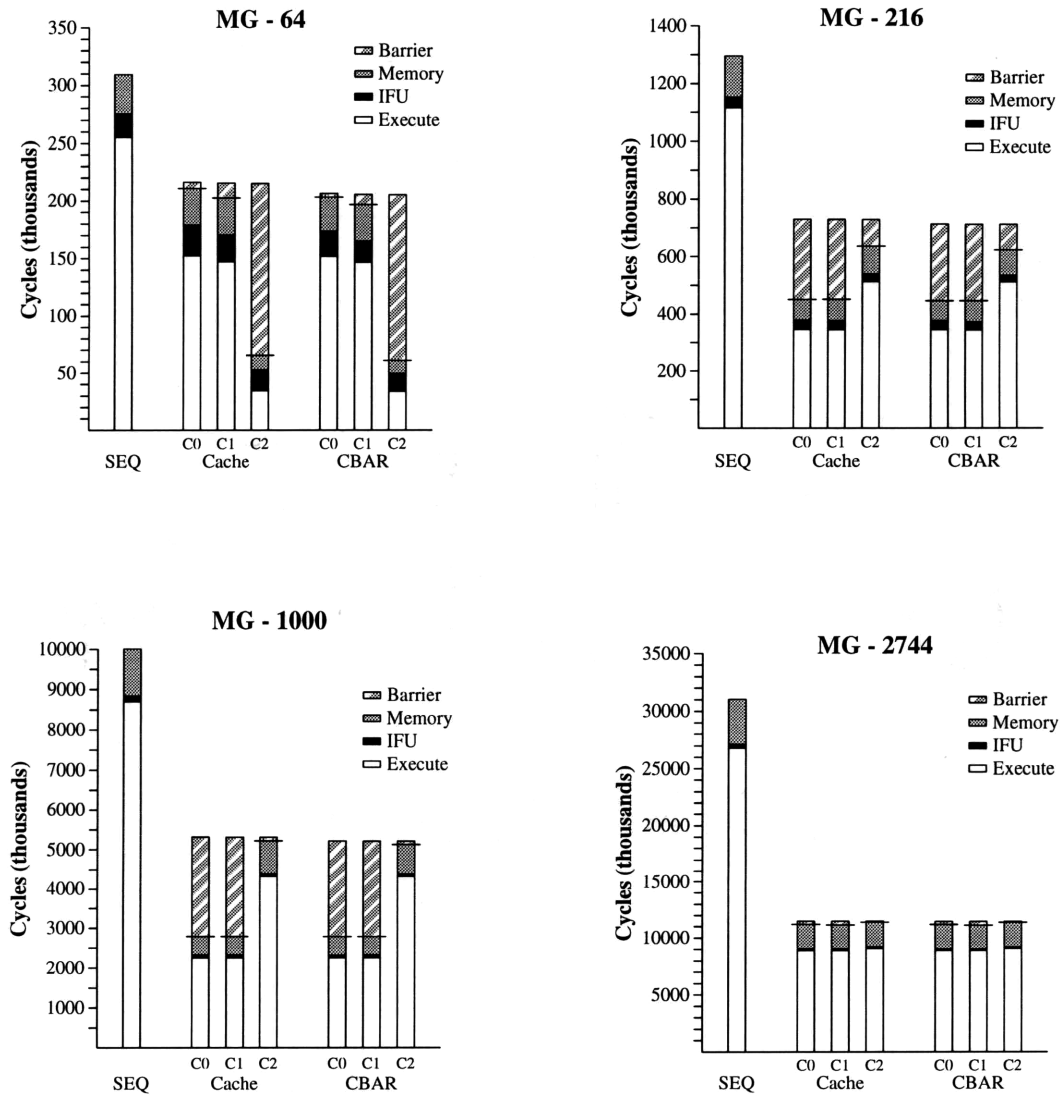 MG - 64
350
300
250
200
150
100
50
Cycles (thousands)
Barrier
Memory
IFU
Execute
C0 C1 C2 C0 C1 C2
SEQ Cache CBAR
MG - 216
1400
1200
1000
800
600
400
200
Cycles (thousands)
Barrier
Memory
IFU
Execute
C0 C1 C2 C0 C1 C2
SEQ Cache CBAR
MG - 1000
10000
9000
8000
7000
6000
5000
4000
3000
2000
1000
Cycles (thousands)
Barrier
Memory
IFU
Execute
C0 C1 C2 C0 C1 C2
SEQ Cache CBAR
MG - 2744
35000
30000
25000
20000
15000
10000
5000
Cycles (thousands)
Barrier
Memory
IFU
Execute
C0 C1 C2 C0 C1 C2
SEQ Cache CBAR